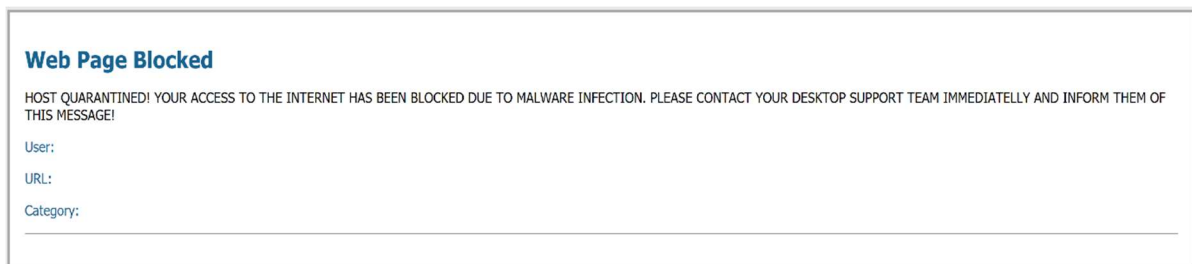 Web Page Blocked
HOST QUARANTINED! YOUR ACCESS TO THE INTERNET HAS BEEN BLOCKED DUE TO MALWARE INFECTION. PLEASE CONTACT YOUR DESKTOP SUPPORT TEAM IMMEDIATELLY AND INFORM THEM OF
THIS MESSAGE!
User:
URL:
Category: